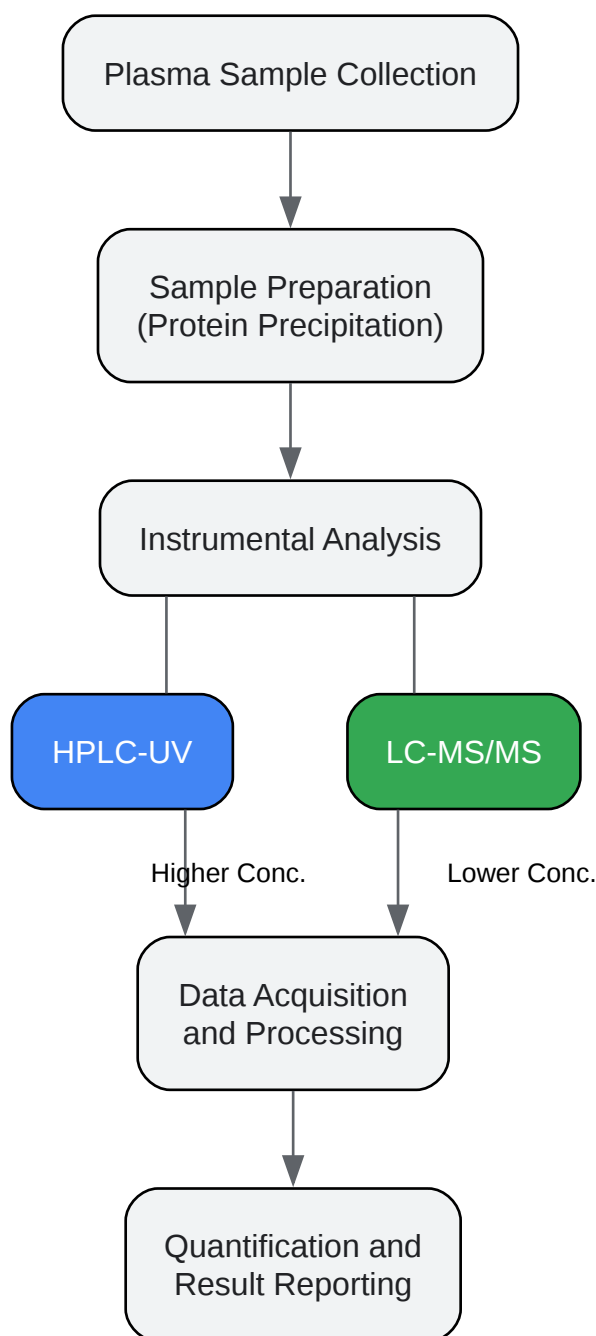 Plasma Sample Collection
Sample Preparation
(Protein Precipitation)
Instrumental Analysis
HPLC-UV
LC-MS/MS
Higher Conc.
Lower Conc.
Data Acquisition
and Processing
Quantification and
Result Reporting